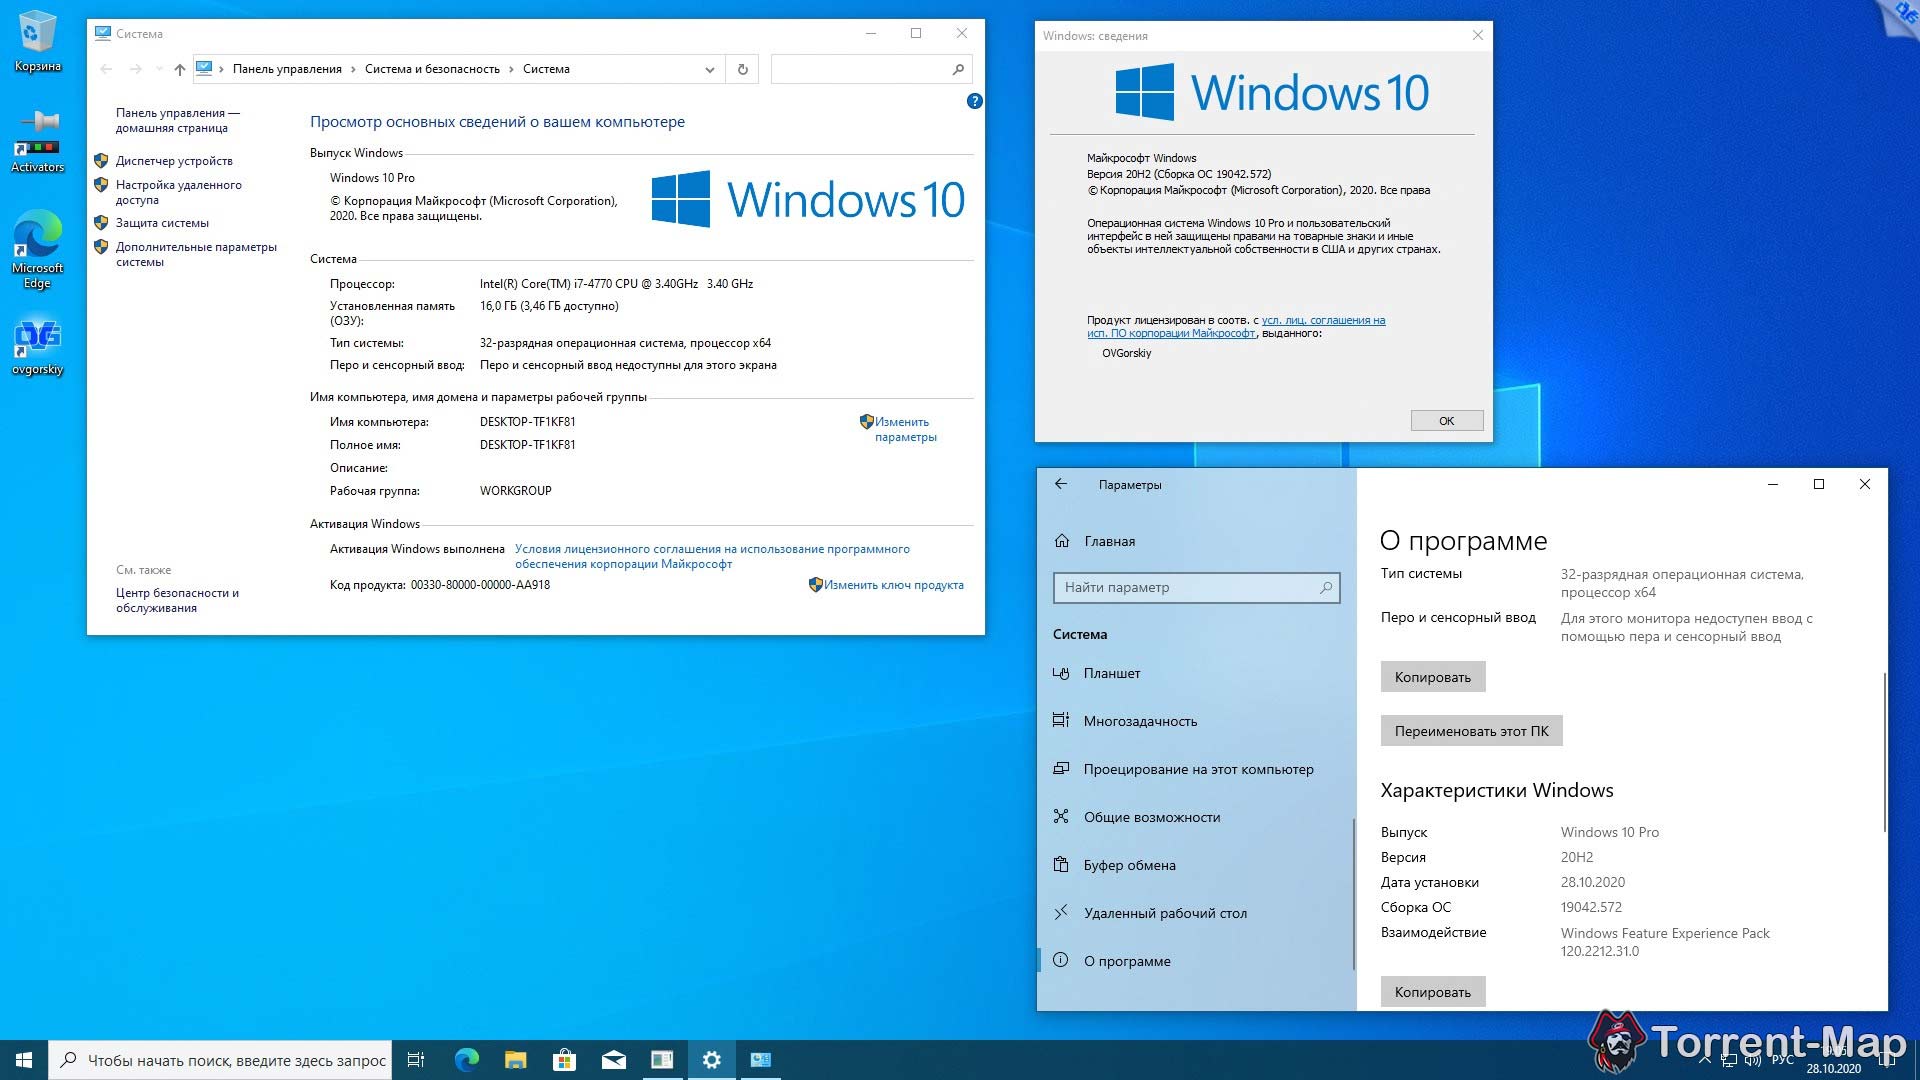 Корзина
Activators
Microsoft
Edge
ovgorskiy
Система
Панель управления › Система и безопасность › Система
Панель управления —
домашняя страница
Диспетчер устройств
Настройка удаленного
доступа
Защита системы
Дополнительные параметры
системы
См. также
Центр безопасности и
обслуживания
Просмотр основных сведений о вашем компьютере
Выпуск Windows
Windows 10 Pro
© Корпорация Майкрософт (Microsoft Corporation),
2020. Все права защищены.
Windows 10
Система
Процессор: Intel(R) Core(TM) i7-4770 CPU @ 3.40GHz 3.40 GHz
Установленная память
(ОЗУ):
16,0 ГБ (3,46 ГБ доступно)
Тип системы: 32-разрядная операционная система, процессор x64
Перо и сенсорный ввод: Перо и сенсорный ввод недоступны для этого экрана
Имя компьютера, имя домена и параметры рабочей группы
Имя компьютера: DESKTOP-TF1KF81
Изменить
параметры
Полное имя: DESKTOP-TF1KF81
Описание:
Рабочая группа: WORKGROUP
Активация Windows
Активация Windows выполнена Условия лицензионного соглашения на использование программного
обеспечения корпорации Майкрософт
Код продукта: 00330-80000-00000-AA918 Изменить ключ продукта
Windows: сведения
Windows 10
Майкрософт Windows
Версия 20H2 (Сборка ОС 19042.572)
© Корпорация Майкрософт (Microsoft Corporation), 2020. Все права
Операционная система Windows 10 Pro и пользовательский
интерфейс в ней защищены правами на товарные знаки и иные
объекты интеллектуальной собственности в США и других странах.
Продукт лицензирован в соотв. с усл. лиц. соглашения на
исп. ПО корпорации Майкрософт, выданного:
OVGorskiy
ОК
Параметры
Главная
Найти параметр
Система
Планшет
Многозадачность
Проецирование на этот компьютер
Общие возможности
Буфер обмена
Удаленный рабочий стол
О программе
О программе
Тип системы 32-разрядная операционная система,
процессор x64
Перо и сенсорный ввод Для этого монитора недоступен ввод с
помощью пера и сенсорный ввод
Копировать
Переименовать этот ПК
Характеристики Windows
Выпуск Windows 10 Pro
Версия 20H2
Дата установки 28.10.2020
Сборка ОС 19042.572
Взаимодействие Windows Feature Experience Pack
120.2212.31.0
Копировать
Чтобы начать поиск, введите здесь запрос
Torrent-Map
РУС
28.10.2020